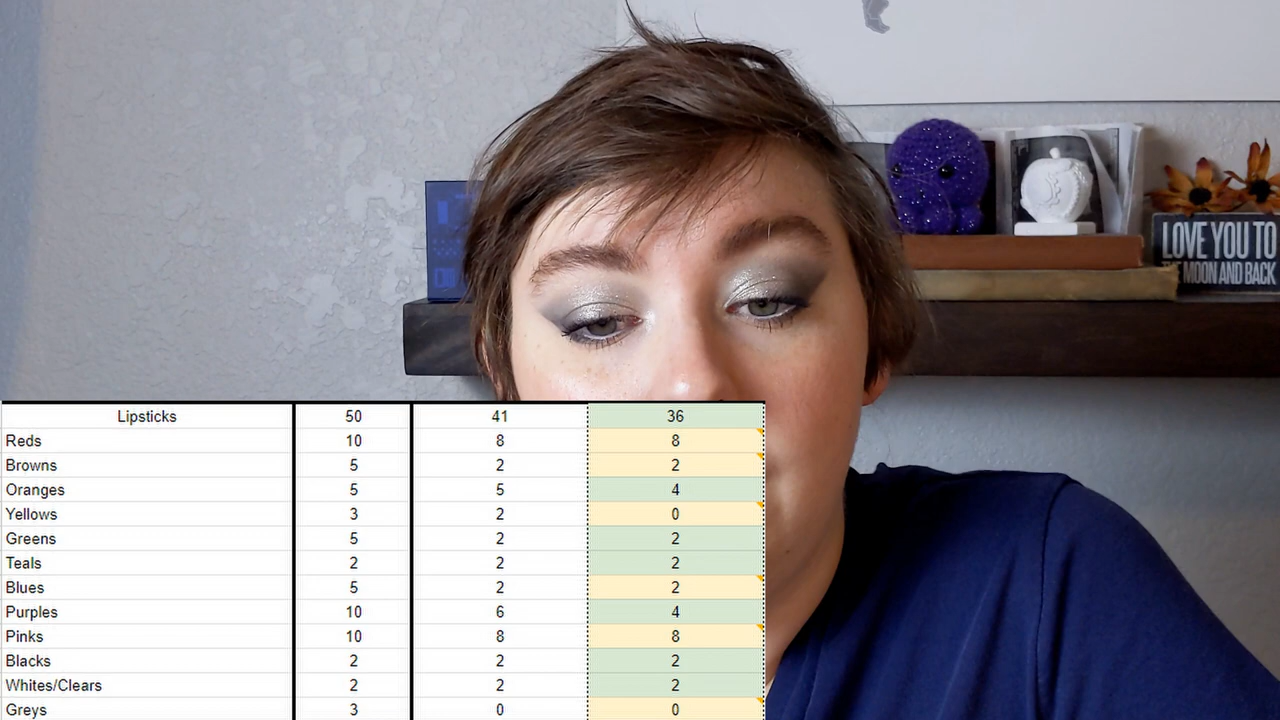 LOVE YOU TO
THE MOON AND BACK
Lipsticks 50 41 36
Reds 10 8 8
Browns 5 2 2
Oranges 5 5 4
Yellows 3 2 0
Greens 5 2 2
Teals 2 2 2
Blues 5 2 2
Purples 10 6 4
Pinks 10 8 8
Blacks 2 2 2
Whites/Clears 2 2 2
Greys 3 0 0